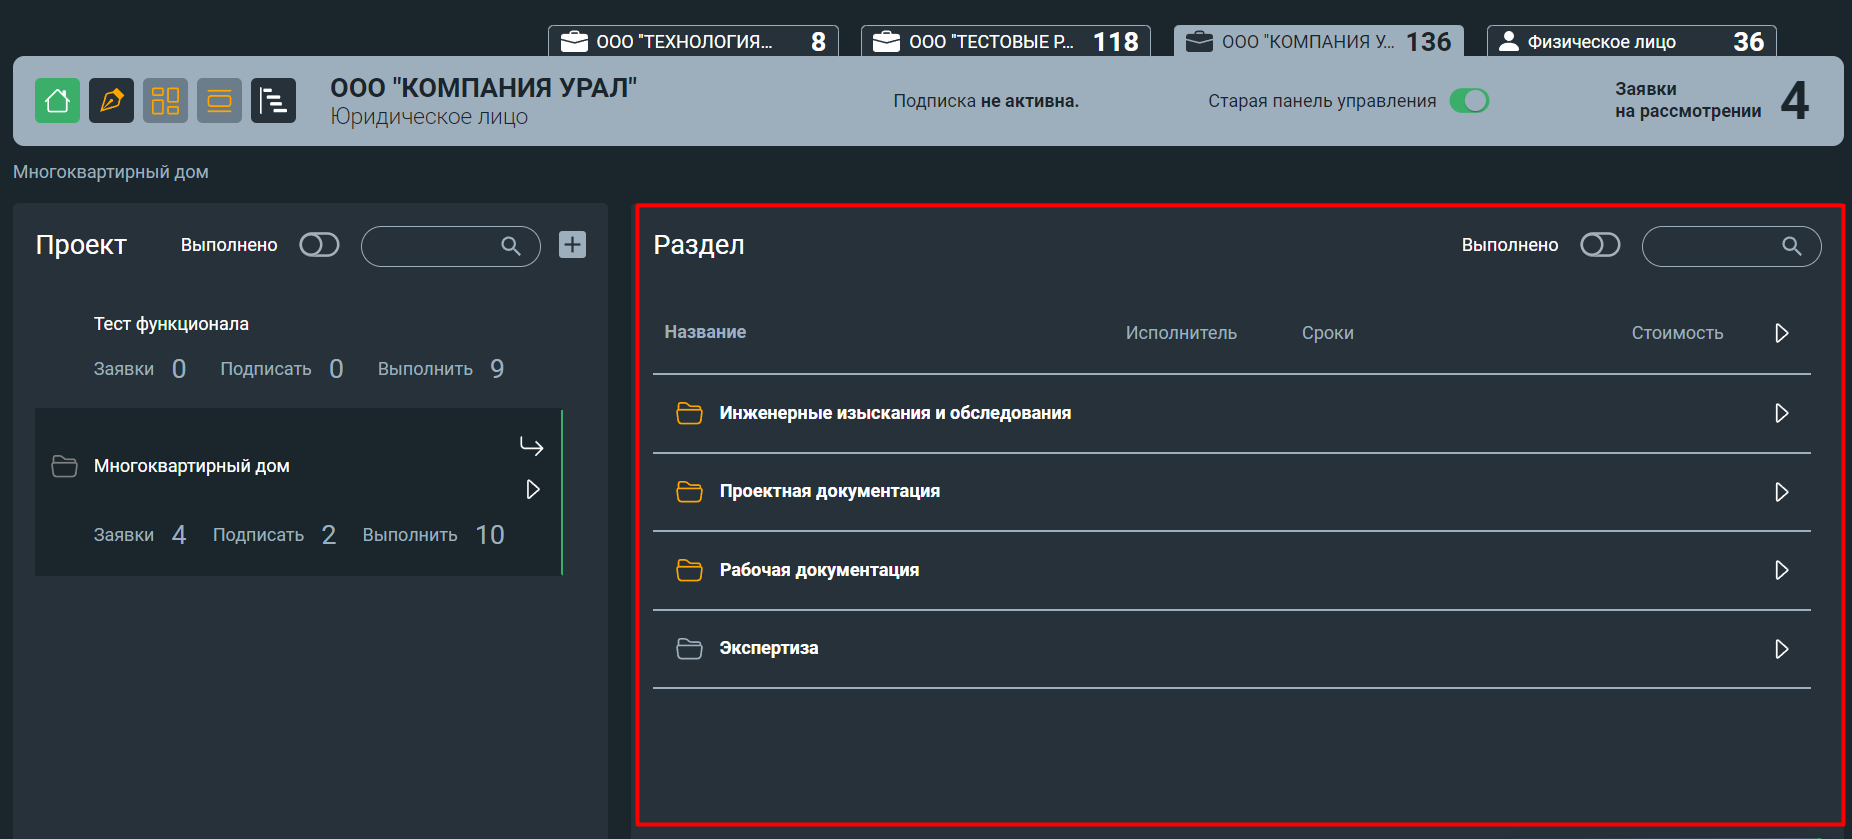 ООО "ТЕХНОЛОГИЯ... 8
ООО "ТЕСТОВЫЕ Р... 118
ООО "КОМПАНИЯ У... 136
Физическое лицо 36
ООО "КОМПАНИЯ УРАЛ"
Юридическое лицо
Подписка не активна.
Старая панель управления
Заявки
на рассмотрении 4
Многоквартирный дом
Проект Выполнено
Тест функционала
Заявки 0 Подписать 0 Выполнить 9
Многоквартирный дом
Заявки 4 Подписать 2 Выполнить 10
Раздел Выполнено
Название Исполнитель Сроки Стоимость
Инженерные изыскания и обследования
Проектная документация
Рабочая документация
Экспертиза